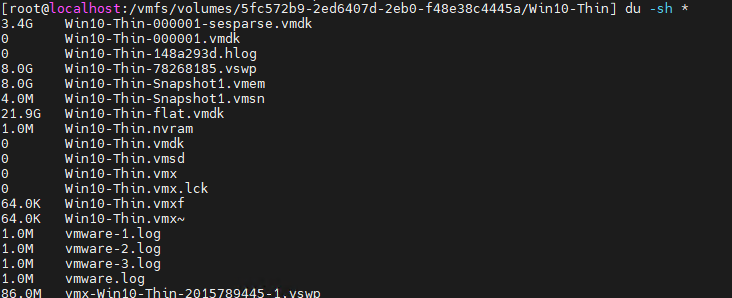 [root@localhost:/vmfs/volumes/5fc572b9-2ed6407d-2eb0-f48e38c4445a/Win10-Thin] du -sh *
3.4G Win10-Thin-000001-sesparse.vmdk
0 Win10-Thin-000001.vmdk
0 Win10-Thin-148a293d.hlog
8.0G Win10-Thin-78268185.vswp
8.0G Win10-Thin-Snapshot1.vmem
4.0M Win10-Thin-Snapshot1.vmsn
21.9G Win10-Thin-flat.vmdk
1.0M Win10-Thin.nvram
0 Win10-Thin.vmdk
0 Win10-Thin.vmsd
0 Win10-Thin.vmx
0 Win10-Thin.vmx.lck
64.0K Win10-Thin.vmxf
64.0K Win10-Thin.vmx~
1.0M vmware-1.log
1.0M vmware-2.log
1.0M vmware-3.log
1.0M vmware.log
86.0M vmx-Win10-Thin-2015789445-1.vswp